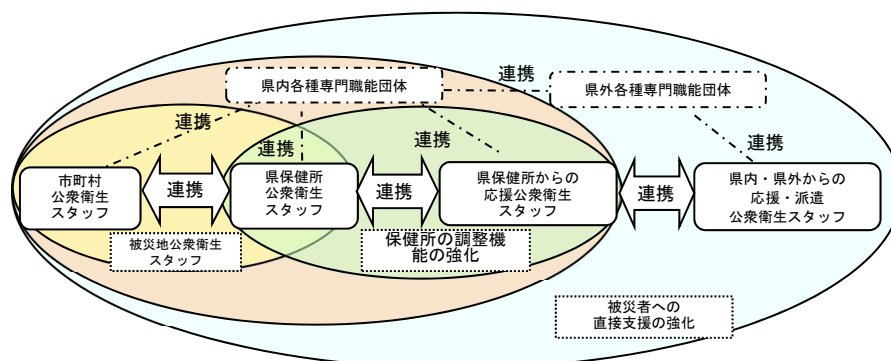 県内各種専門職能団体
連携
県外各種専門職能団体
連携
連携
連携
連携
市町村
公衆衛生
スタッフ
連携
県保健所
公衆衛生
スタッフ
連携
県保健所からの
応援公衆衛生
スタッフ
連携
県内・県外からの
応援・派遣
公衆衛生スタッフ
被災地公衆衛生
スタッフ
保健所の調整機
能の強化
被災者への
直接支援の強化